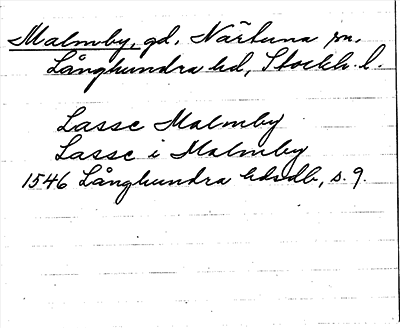 Malmby, gd, Närtuna sn,
Långhundra hd, Stockh. l.
Lasse Malmby
Lasse i Malmby
1546 Långhundra hdsdb, s. 9.